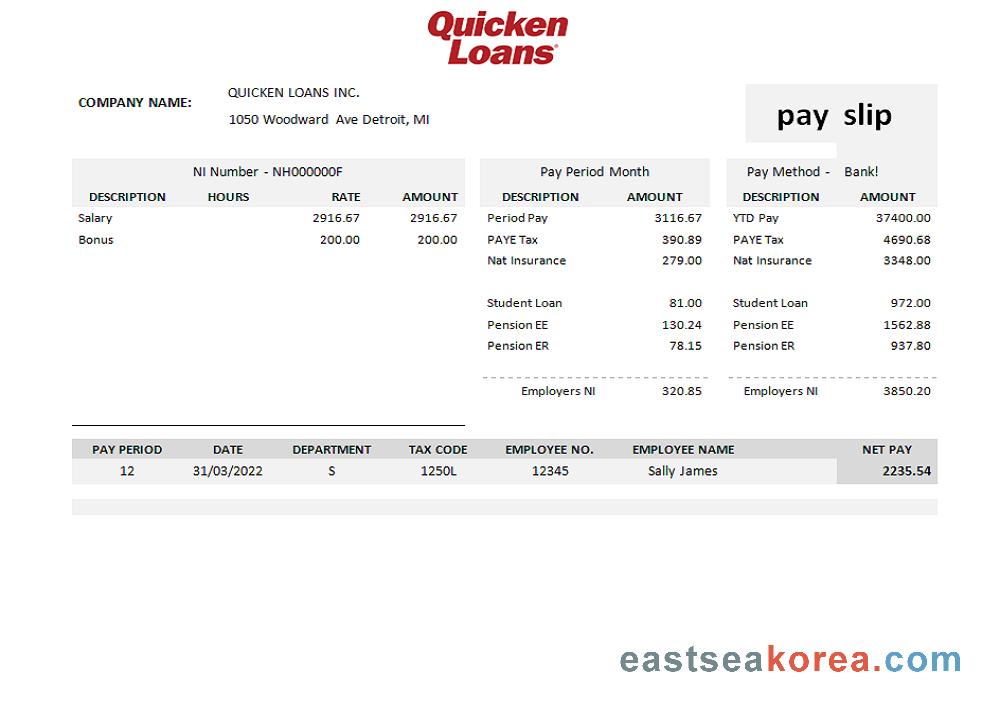 Quicken
Loans®
COMPANY NAME:
QUICKEN LOANS INC.
1050 Woodward Ave Detroit, MI
pay slip
NI Number - NH000000F
DESCRIPTION HOURS RATE AMOUNT
Salary 2916.67 2916.67
Bonus 200.00 200.00
Pay Period Month
DESCRIPTION AMOUNT
Period Pay 3116.67
PAYE Tax 390.89
Nat Insurance 279.00
Student Loan 81.00
Pension EE 130.24
Pension ER 78.15
Employers NI 320.85
Pay Method - Bank!
DESCRIPTION AMOUNT
YTD Pay 37400.00
PAYE Tax 4690.68
Nat Insurance 3348.00
Student Loan 972.00
Pension EE 1562.88
Pension ER 937.80
Employers NI 3850.20
PAY PERIOD DATE DEPARTMENT TAX CODE EMPLOYEE NO. EMPLOYEE NAME NET PAY
12 31/03/2022 S 1250L 12345 Sally James 2235.54
eastseakorea.com